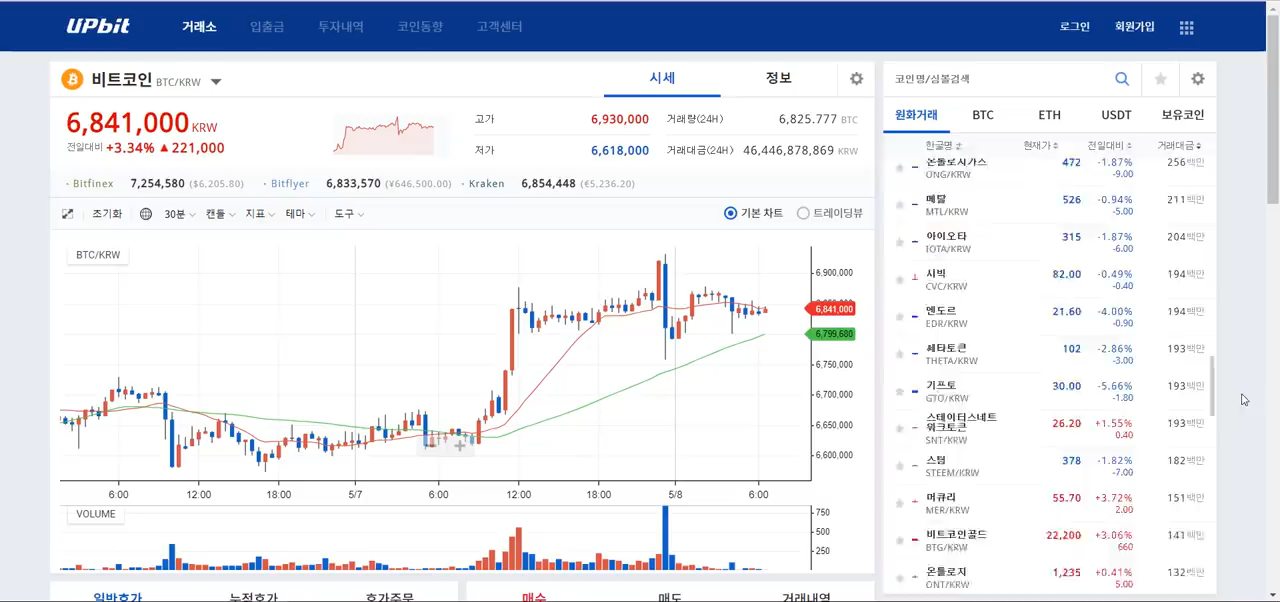 UPbit 거래소 입출금 투자내역 코인동향 고객센터 로그인 회원가입
비트코인 BTC/KRW 시세 정보
6,841,000 KRW
전일대비 +3.34% ▲221,000
고가 6,930,000 거래량(24H) 6,825.777 BTC
저가 6,618,000 거래대금(24H) 46,446,878,869 KRW
· Bitfinex 7,254,580 ($6,205.80) · Bitflyer 6,833,570 (¥646,500.00) · Kraken 6,854,448 (€5,236.20)
초기화 30분 캔들 지표 테마 도구 기본 차트 트레이딩뷰
BTC/KRW
6,900,000
6,841,000
6,799,680
6,750,000
6,700,000
6,650,000
6,600,000
6:00 12:00 18:00 5/7 6:00 12:00 18:00 5/8 6:00
VOLUME
750
500
250
일반호가 누적호가 호가주문 매수 매도 거래내역
코인명/심볼검색
원화거래 BTC ETH USDT 보유코인
한글명 현재가 전일대비 거래대금
온톨로지가스 472 -1.87% 256백만
ONG/KRW -9.00
메탈 526 -0.94% 211백만
MTL/KRW -5.00
아이오타 315 -1.87% 204백만
IOTA/KRW -6.00
시빅 82.00 -0.49% 194백만
CVC/KRW -0.40
엔도르 21.60 -4.00% 194백만
EDR/KRW -0.90
쎄타토큰 102 -2.86% 193백만
THETA/KRW -3.00
기프토 30.00 -5.66% 193백만
GTO/KRW -1.80
스테이터스네트
워크토큰 26.20 +1.55% 193백만
SNT/KRW 0.40
스팀 378 -1.82% 182백만
STEEM/KRW -7.00
머큐리 55.70 +3.72% 151백만
MER/KRW 2.00
비트코인골드 22,200 +3.06% 141백만
BTG/KRW 660
온톨로지 1,235 +0.41% 132백만
ONT/KRW 5.00